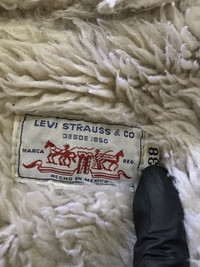 LEVI STRAUSS & CO
DESDE 1850
MARCA REG.
HECHO EN MEXICO
38